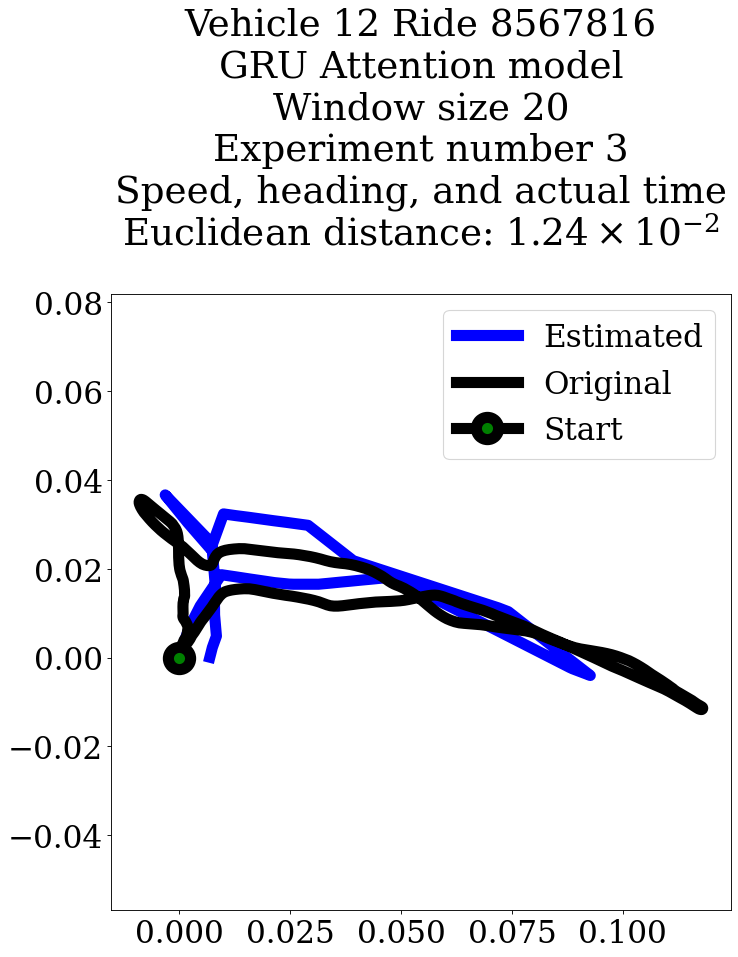 Vehicle 12 Ride 8567816
GRU Attention model
Window size 20
Experiment number 3
Speed, heading, and actual time
Euclidean distance: 1.24 × 10⁻²
0.08
0.06
0.04
0.02
0.00
−0.02
−0.04
Estimated
Original
Start
0.000 0.025 0.050 0.075 0.100